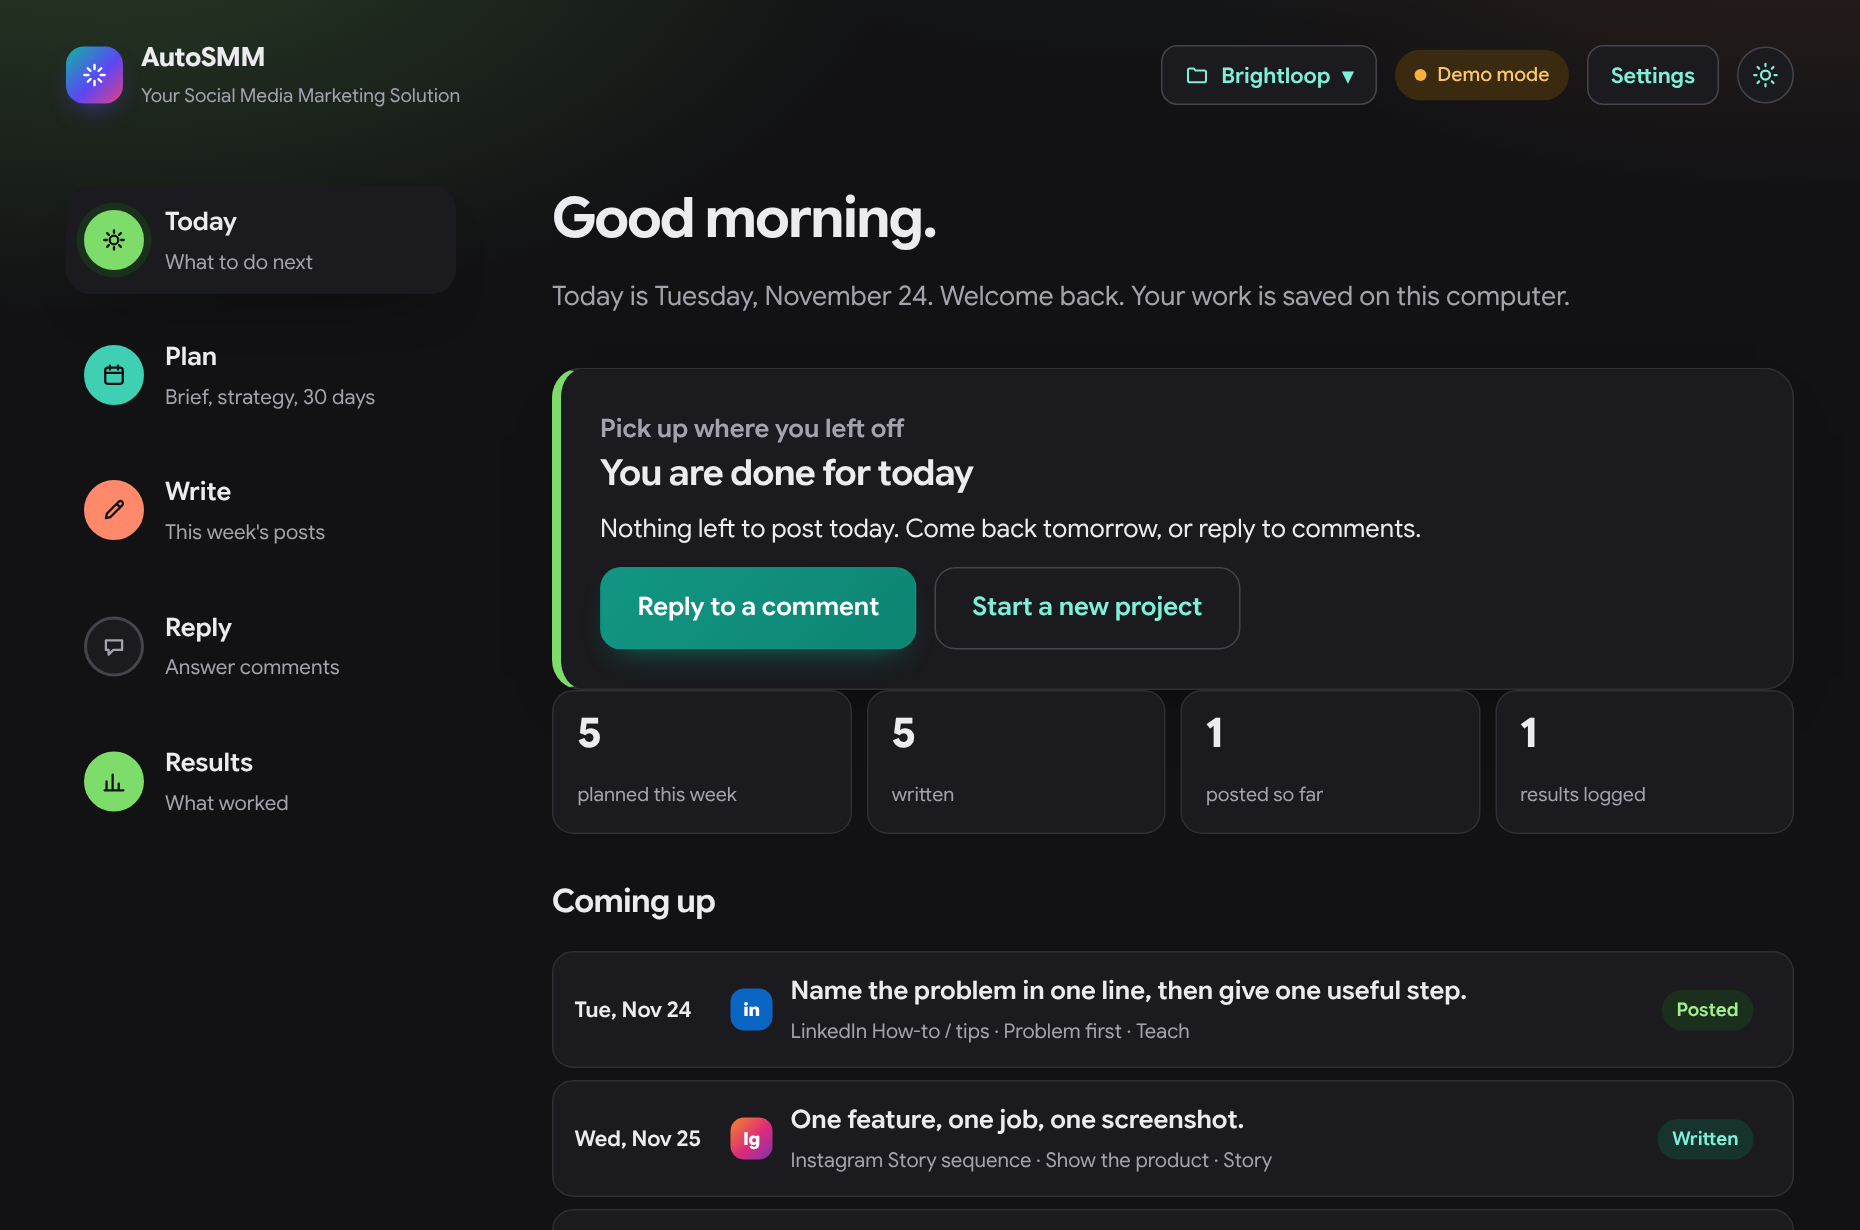 AutoSMM
Your Social Media Marketing Solution
Brightloop ▼
Demo mode
Settings
Today
What to do next
Plan
Brief, strategy, 30 days
Write
This week's posts
Reply
Answer comments
Results
What worked
Good morning.
Today is Tuesday, November 24. Welcome back. Your work is saved on this computer.
Pick up where you left off
You are done for today
Nothing left to post today. Come back tomorrow, or reply to comments.
Reply to a comment
Start a new project
5
planned this week
5
written
1
posted so far
1
results logged
Coming up
Tue, Nov 24
in
Name the problem in one line, then give one useful step.
LinkedIn How-to / tips · Problem first · Teach
Posted
Wed, Nov 25
Ig
One feature, one job, one screenshot.
Instagram Story sequence · Show the product · Story
Written